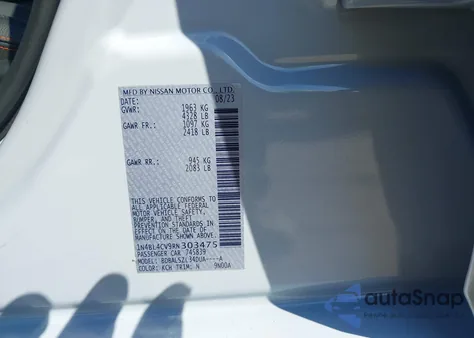 MFD BY NISSAN MOTOR CO., LTD.
DATE: 08/23
GVWR: 1963 KG
4328 LB
GAWR FR.: 1097 KG
2418 LB
GAWR RR.: 945 KG
2083 LB
THIS VEHICLE CONFORMS TO
ALL APPLICABLE FEDERAL
MOTOR VEHICLE SAFETY,
BUMPER, AND THEFT
PREVENTION STANDARDS
IN EFFECT ON THE DATE OF
MANUFACTURE SHOWN ABOVE.
1N4BL4CV9RN303475
PASSENGER CAR 745839
MODEL: BDBALSZL34DUA----A
COLOR: KCH TRIM: N 9N00A
autoSnap